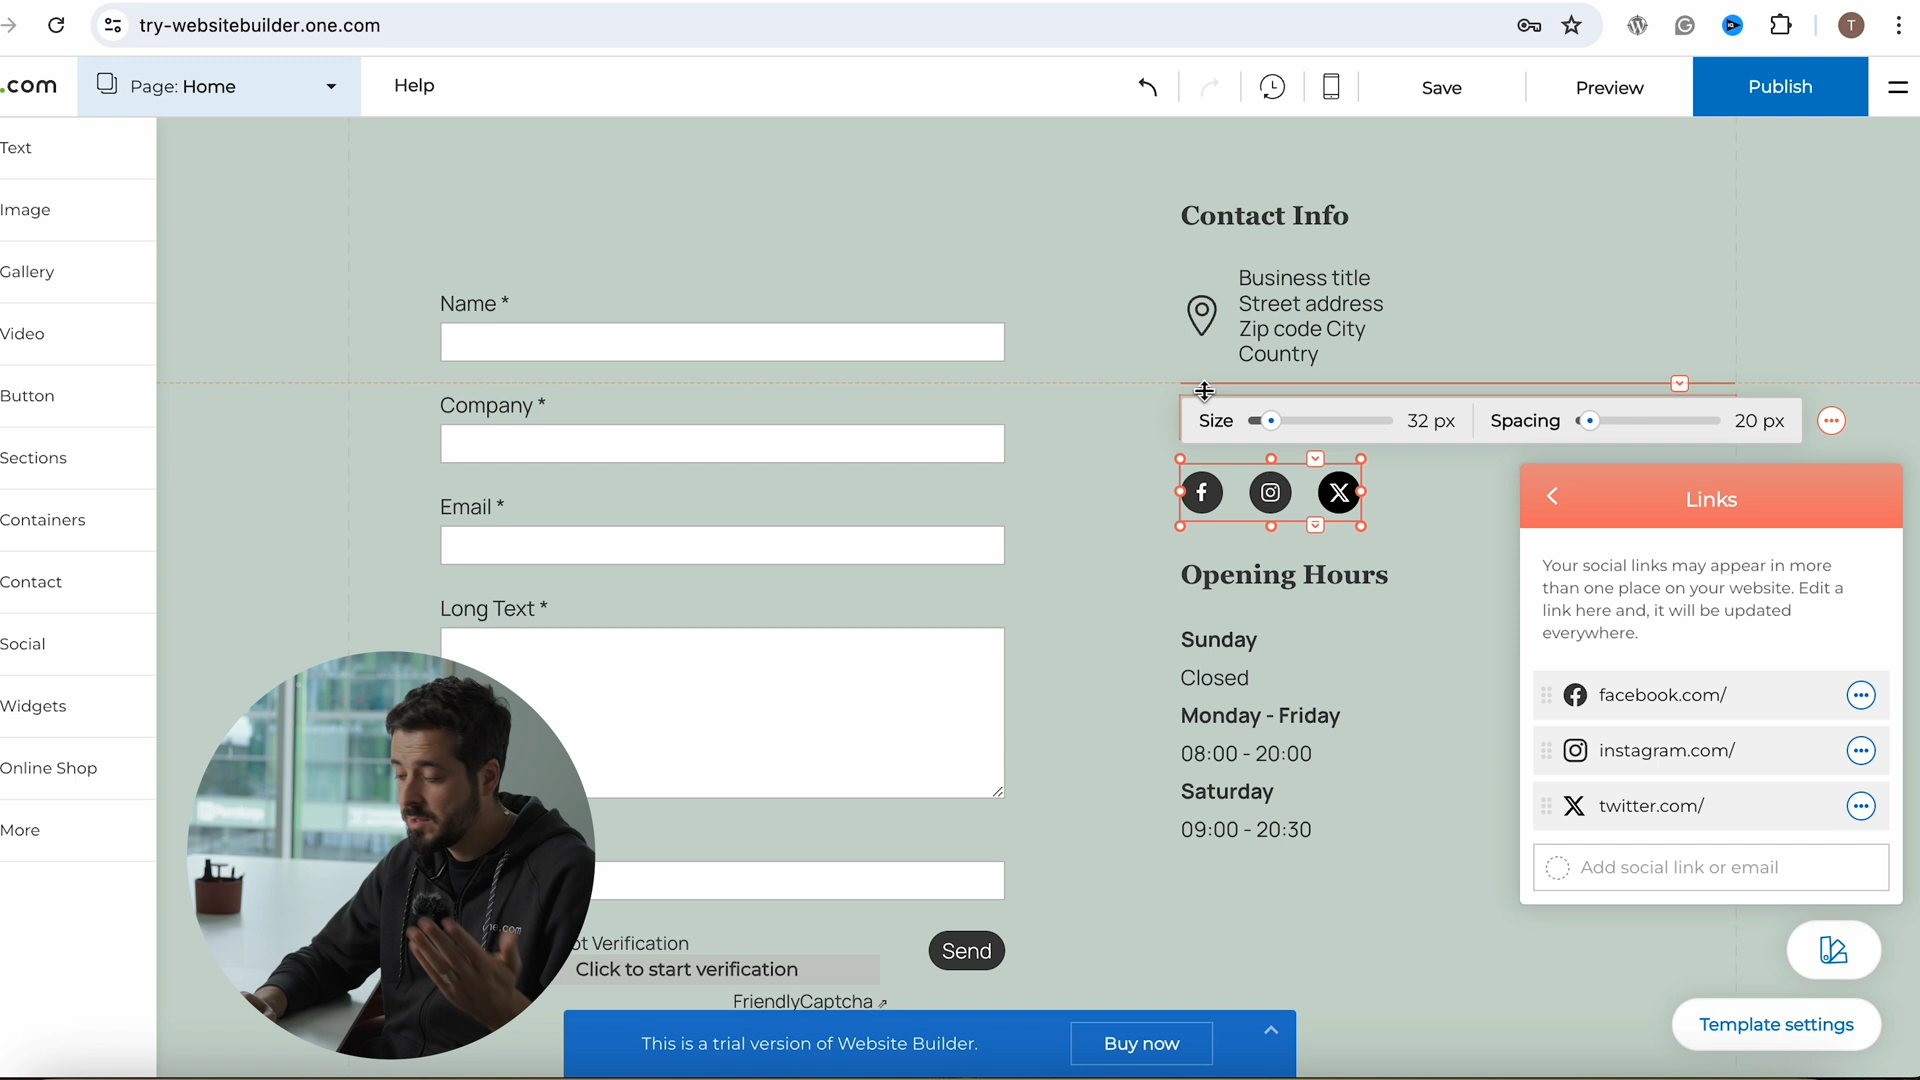 try-websitebuilder.one.com
T
.com
Page: Home
Help
Save
Preview
Publish
Text
Image
Gallery
Video
Button
Sections
Containers
Contact
Social
Widgets
Online Shop
More
Name *
Company *
Email *
Long Text *
ot Verification
Click to start verification
FriendlyCaptcha
Send
Contact Info
Business title
Street address
Zip code City
Country
Size 32 px Spacing 20 px
Opening Hours
Sunday
Closed
Monday - Friday
08:00 - 20:00
Saturday
09:00 - 20:30
Links
Your social links may appear in more
than one place on your website. Edit a
link here and, it will be updated
everywhere.
facebook.com/
instagram.com/
twitter.com/
Add social link or email
Template settings
This is a trial version of Website Builder.
Buy now
ne.com